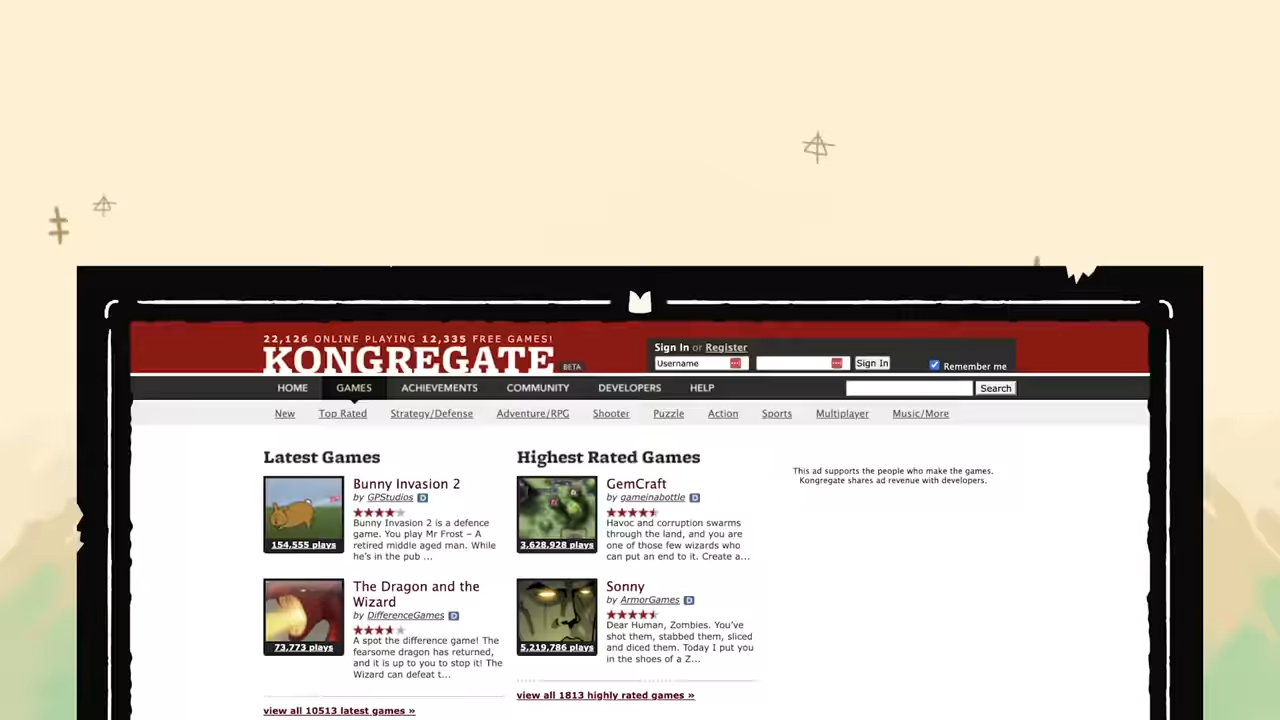 22,126 ONLINE PLAYING 12,335 FREE GAMES!
KONGREGATE BETA
Sign In or Register
Username
Sign In
Remember me
HOME GAMES ACHIEVEMENTS COMMUNITY DEVELOPERS HELP
Search
New Top Rated Strategy/Defense Adventure/RPG Shooter Puzzle Action Sports Multiplayer Music/More
Latest Games
Bunny Invasion 2
by GPStudios D
Bunny Invasion 2 is a defence
game. You play Mr Frost – A
retired middle aged man. While
he's in the pub ...
154,555 plays
The Dragon and the
Wizard
by DifferenceGames D
A spot the difference game! The
fearsome dragon has returned,
and it is up to you to stop it! The
Wizard can defeat t...
73,773 plays
view all 10513 latest games »
Highest Rated Games
GemCraft
by gameinabottle D
Havoc and corruption swarms
through the land, and you are
one of those few wizards who
can put an end to it. Create a...
3,628,928 plays
Sonny
by ArmorGames D
Dear Human, Zombies. You've
shot them, stabbed them, sliced
and diced them. Today I put you
in the shoes of a Z...
5,219,786 plays
view all 1813 highly rated games »
This ad supports the people who make the games.
Kongregate shares ad revenue with developers.